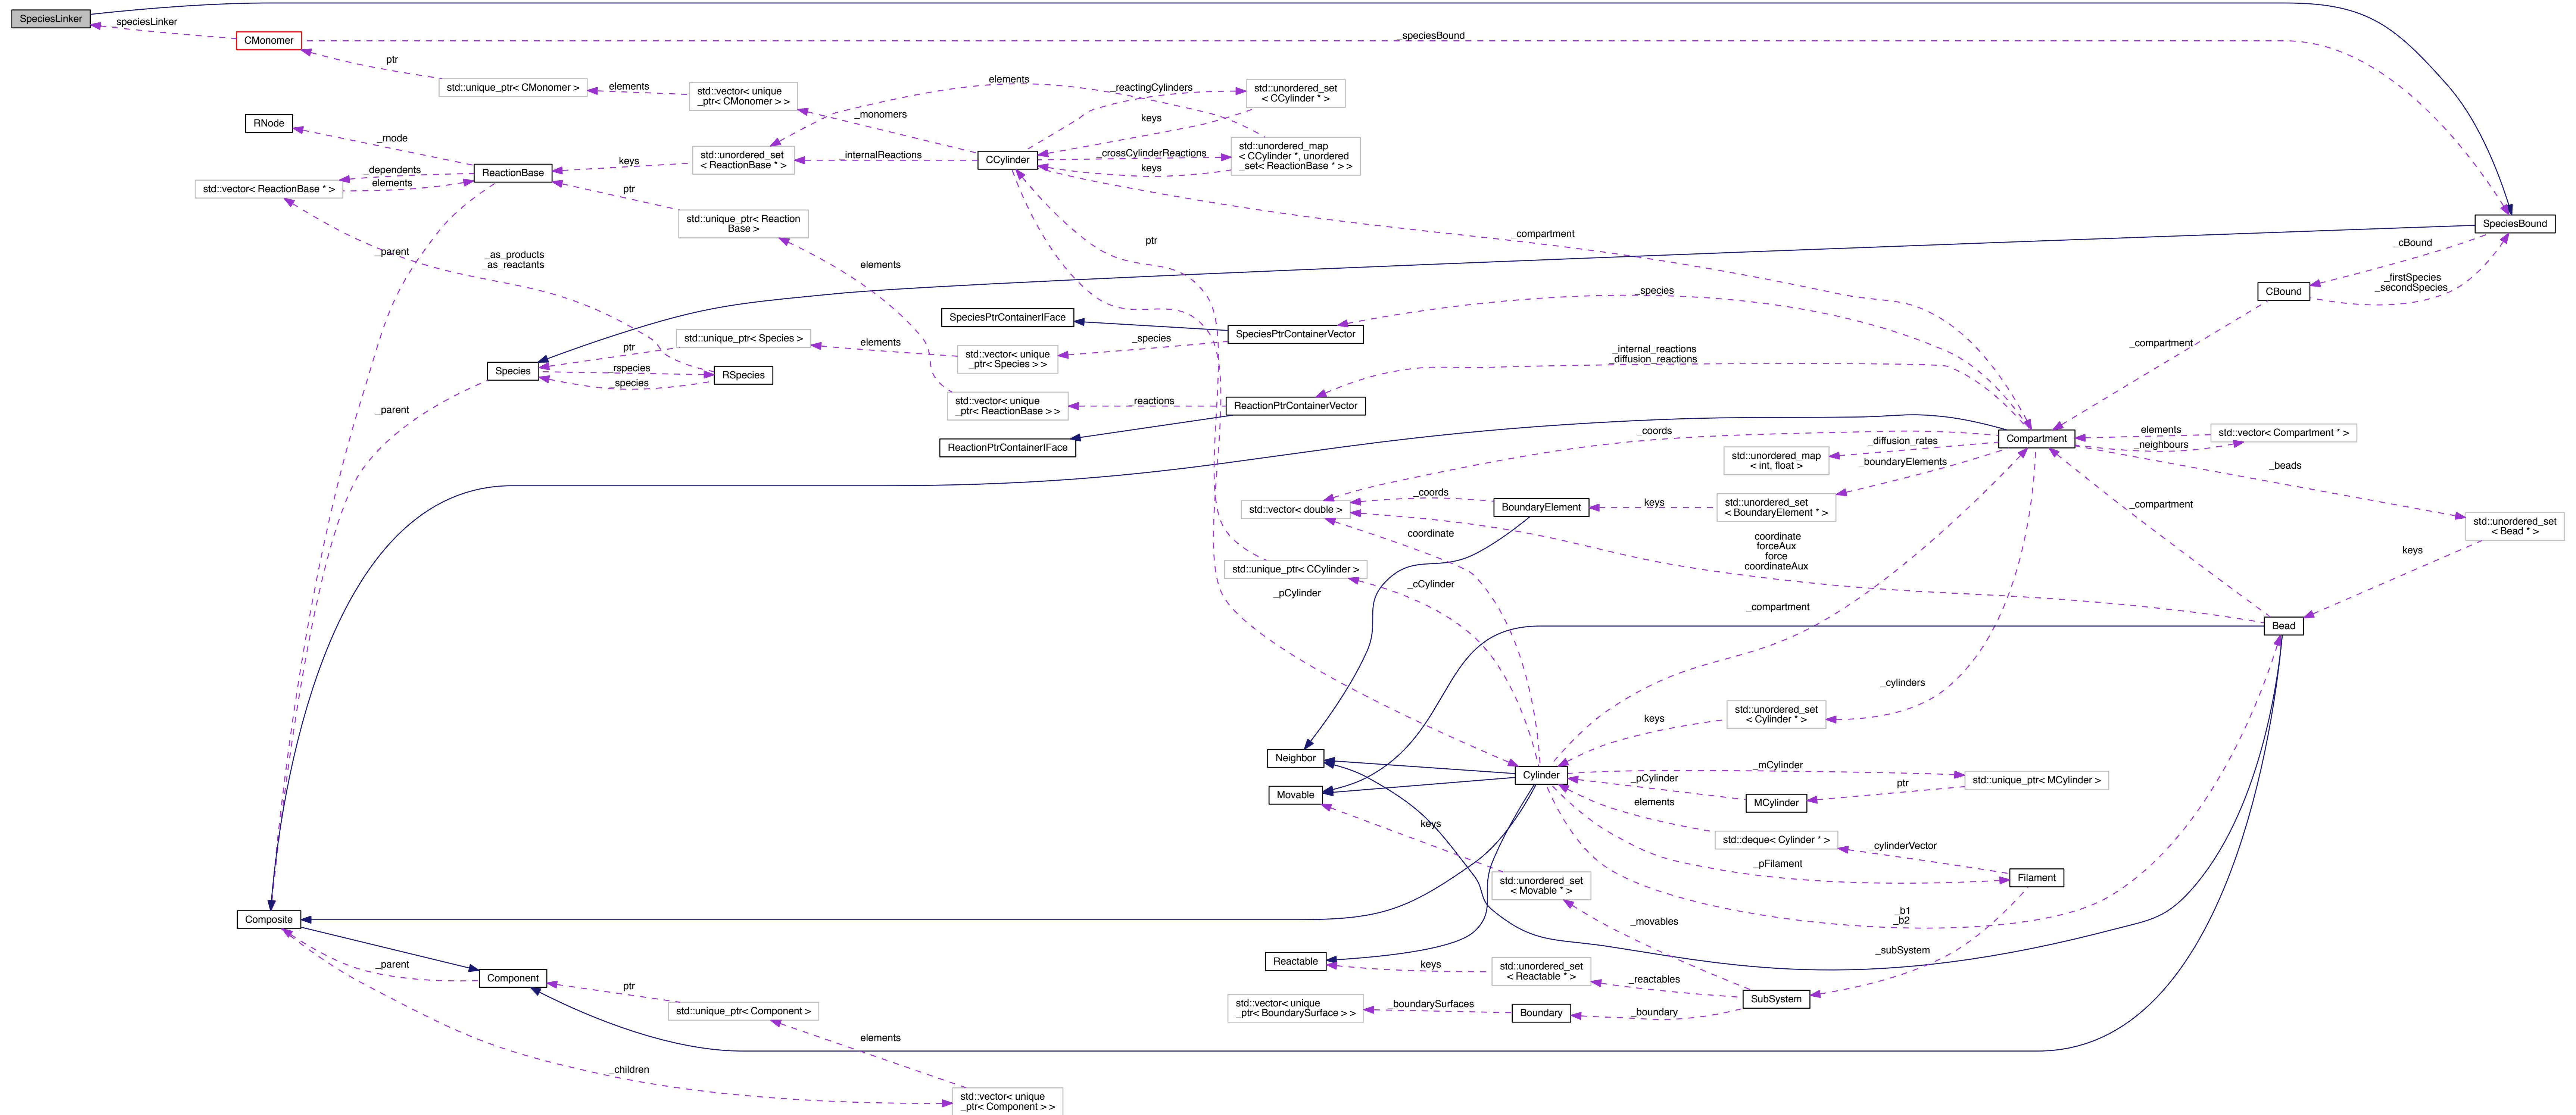 SpeciesLinker
_speciesLinker
CMonomer
_speciesBound
ptr
std::unique_ptr< CMonomer >
elements
std::vector< unique
_ptr< CMonomer > >
elements
_reactingCylinders
std::unordered_set
< CCylinder * >
RNode
_rnode
_monomers
keys
std::unordered_map
< CCylinder *, unordered
_set< ReactionBase * > >
_crossCylinderReactions
keys
std::unordered_set
< ReactionBase * >
_internalReactions
CCylinder
keys
_dependents
elements
ReactionBase
std::vector< ReactionBase * >
ptr
std::unique_ptr< Reaction
Base >
SpeciesBound
_compartment
ptr
_cBound
_parent
_as_products
_as_reactants
elements
_firstSpecies
_secondSpecies
CBound
_species
SpeciesPtrContainerIFace
SpeciesPtrContainerVector
_species
std::unique_ptr< Species >
elements
std::vector< unique
_ptr< Species > >
ptr
_rspecies
_species
Species
RSpecies
_internal_reactions
diffusion_reactions
_compartment
_parent
std::vector< unique
_ptr< ReactionBase > >
_reactions
ReactionPtrContainerVector
ReactionPtrContainerIFace
_coords
Compartment
elements
_neighbours
std::vector< Compartment * >
_diffusion_rates
std::unordered_map
< int, float >
_boundaryElements
_beads
_coords
std::vector< double >
BoundaryElement
keys
std::unordered_set
< BoundaryElement * >
_compartment
std::unordered_set
< Bead * >
coordinate
coordinate
forceAux
force
coordinateAux
keys
std::unique_ptr< CCylinder >
_cCylinder
_pCylinder
_compartment
Bead
_cylinders
std::unordered_set
< Cylinder * >
keys
Neighbor
Cylinder
_mCylinder
std::unique_ptr< MCylinder >
_pCylinder
ptr
Movable
MCylinder
elements
keys
std::deque< Cylinder * >
_cylinderVector
_pFilament
Filament
std::unordered_set
< Movable * >
_b1
_b2
Composite
_movables
_subSystem
Reactable
keys
std::unordered_set
< Reactable * >
_reactables
_parent
Component
ptr
std::unique_ptr< Component >
std::vector< unique
_ptr< BoundarySurface > >
_boundarySurfaces
Boundary
_boundary
SubSystem
elements
_children
std::vector< unique
_ptr< Component > >